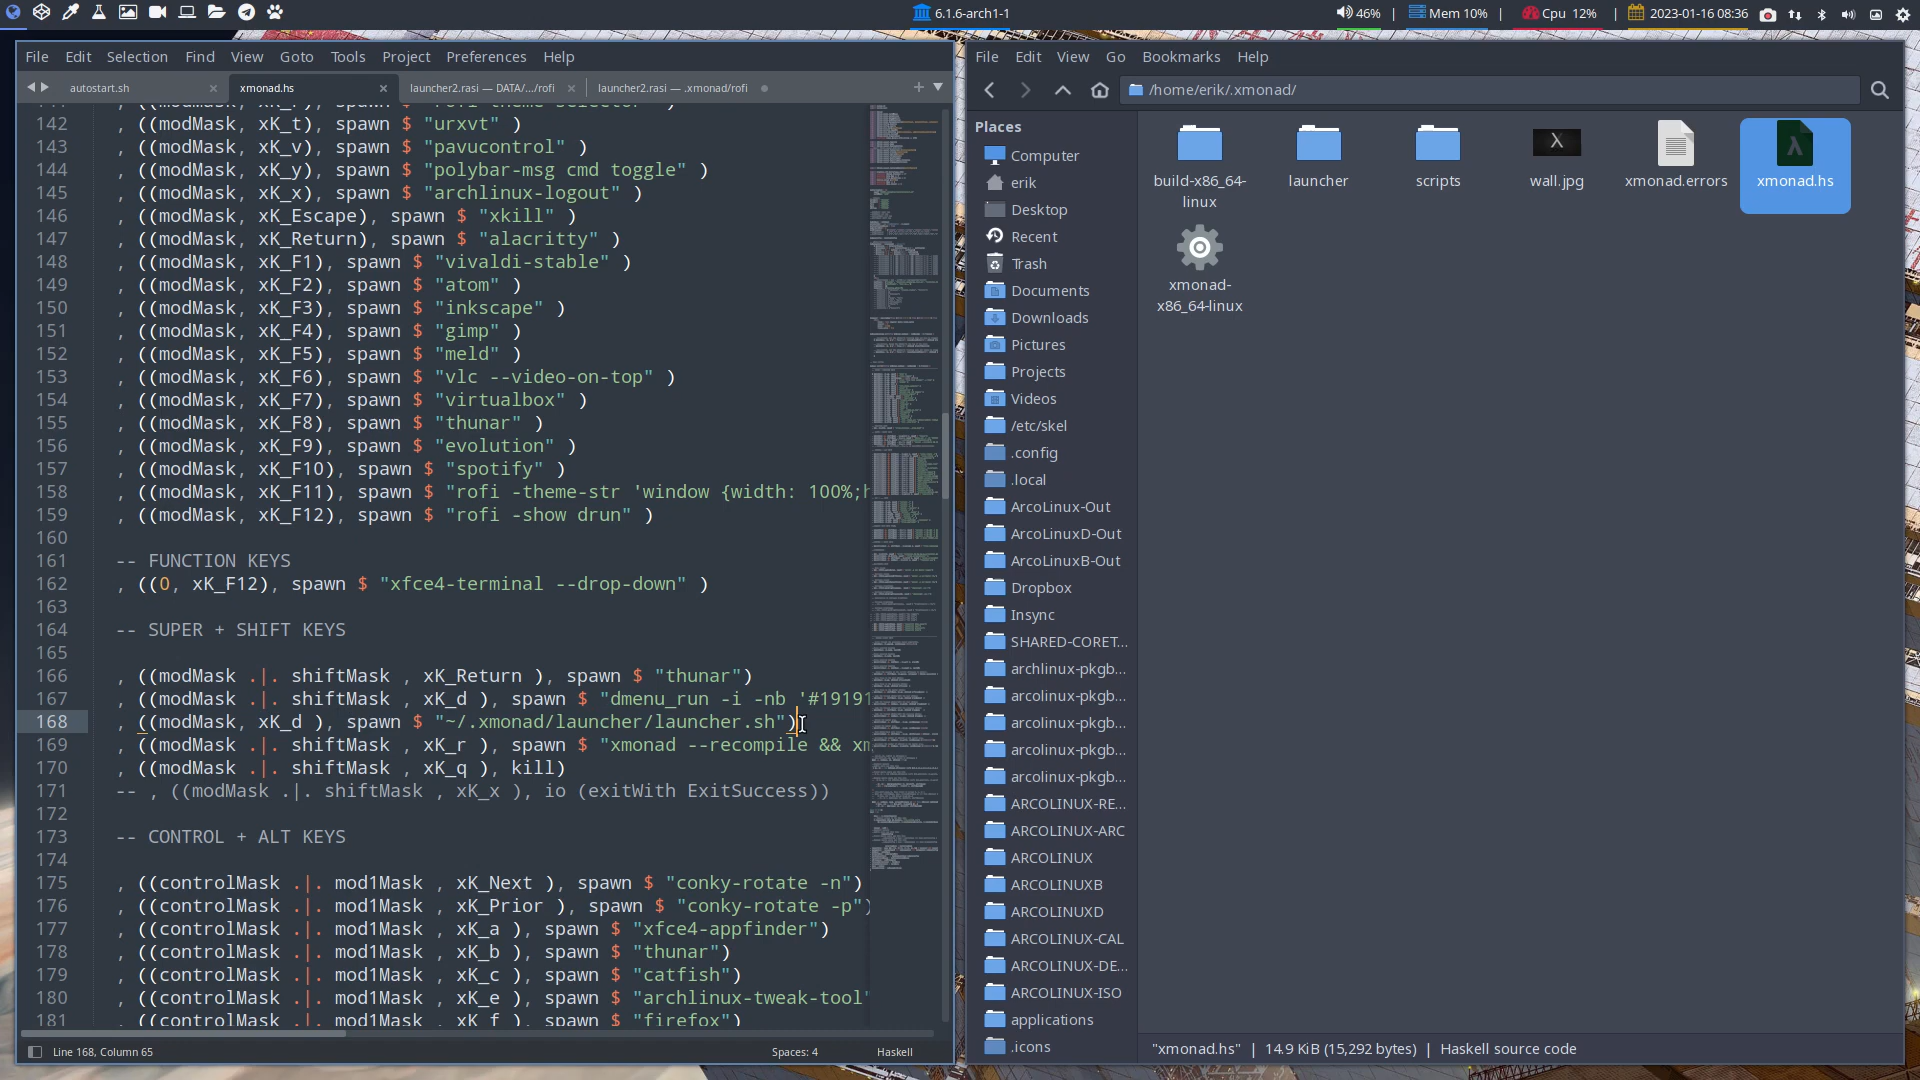 6.1.6-arch1-1
46% | Mem 10% | Cpu 12% | 2023-01-16 08:36
File Edit Selection Find View Goto Tools Project Preferences Help
autostart.sh × xmonad.hs × launcher2.rasi — DATA/.../rofi × launcher2.rasi — .xmonad/rofi
142 , ((modMask, xK_t), spawn $ "urxvt" )
143 , ((modMask, xK_v), spawn $ "pavucontrol" )
144 , ((modMask, xK_y), spawn $ "polybar-msg cmd toggle" )
145 , ((modMask, xK_x), spawn $ "archlinux-logout" )
146 , ((modMask, xK_Escape), spawn $ "xkill" )
147 , ((modMask, xK_Return), spawn $ "alacritty" )
148 , ((modMask, xK_F1), spawn $ "vivaldi-stable" )
149 , ((modMask, xK_F2), spawn $ "atom" )
150 , ((modMask, xK_F3), spawn $ "inkscape" )
151 , ((modMask, xK_F4), spawn $ "gimp" )
152 , ((modMask, xK_F5), spawn $ "meld" )
153 , ((modMask, xK_F6), spawn $ "vlc --video-on-top" )
154 , ((modMask, xK_F7), spawn $ "virtualbox" )
155 , ((modMask, xK_F8), spawn $ "thunar" )
156 , ((modMask, xK_F9), spawn $ "evolution" )
157 , ((modMask, xK_F10), spawn $ "spotify" )
158 , ((modMask, xK_F11), spawn $ "rofi -theme-str 'window {width: 100%;h
159 , ((modMask, xK_F12), spawn $ "rofi -show drun" )
160
161 -- FUNCTION KEYS
162 , ((0, xK_F12), spawn $ "xfce4-terminal --drop-down" )
163
164 -- SUPER + SHIFT KEYS
165
166 , ((modMask .|. shiftMask , xK_Return ), spawn $ "thunar")
167 , ((modMask .|. shiftMask , xK_d ), spawn $ "dmenu_run -i -nb '#19191
168 , ((modMask, xK_d ), spawn $ "~/.xmonad/launcher/launcher.sh")
169 , ((modMask .|. shiftMask , xK_r ), spawn $ "xmonad --recompile && xm
170 , ((modMask .|. shiftMask , xK_q ), kill)
171 -- , ((modMask .|. shiftMask , xK_x ), io (exitWith ExitSuccess))
172
173 -- CONTROL + ALT KEYS
174
175 , ((controlMask .|. mod1Mask , xK_Next ), spawn $ "conky-rotate -n")
176 , ((controlMask .|. mod1Mask , xK_Prior ), spawn $ "conky-rotate -p")
177 , ((controlMask .|. mod1Mask , xK_a ), spawn $ "xfce4-appfinder")
178 , ((controlMask .|. mod1Mask , xK_b ), spawn $ "thunar")
179 , ((controlMask .|. mod1Mask , xK_c ), spawn $ "catfish")
180 , ((controlMask .|. mod1Mask , xK_e ), spawn $ "archlinux-tweak-tool"
181 , ((controlMask .|. mod1Mask , xK_f ), spawn $ "firefox")
Line 168, Column 65
Spaces: 4
Haskell
File Edit View Go Bookmarks Help
/home/erik/.xmonad/
Places
Computer
erik
Desktop
Recent
Trash
Documents
Downloads
Pictures
Projects
Videos
/etc/skel
.config
.local
ArcoLinux-Out
ArcoLinuxD-Out
ArcoLinuxB-Out
Dropbox
Insync
SHARED-CORET...
archlinux-pkgb...
arcolinux-pkgb...
arcolinux-pkgb...
arcolinux-pkgb...
arcolinux-pkgb...
ARCOLINUX-RE...
ARCOLINUX-ARC
ARCOLINUX
ARCOLINUXB
ARCOLINUXD
ARCOLINUX-CAL
ARCOLINUX-DE...
ARCOLINUX-ISO
applications
.icons
build-x86_64-
linux
launcher
scripts
wall.jpg
xmonad.errors
xmonad.hs
xmonad-
x86_64-linux
"xmonad.hs" | 14.9 KiB (15,292 bytes) | Haskell source code